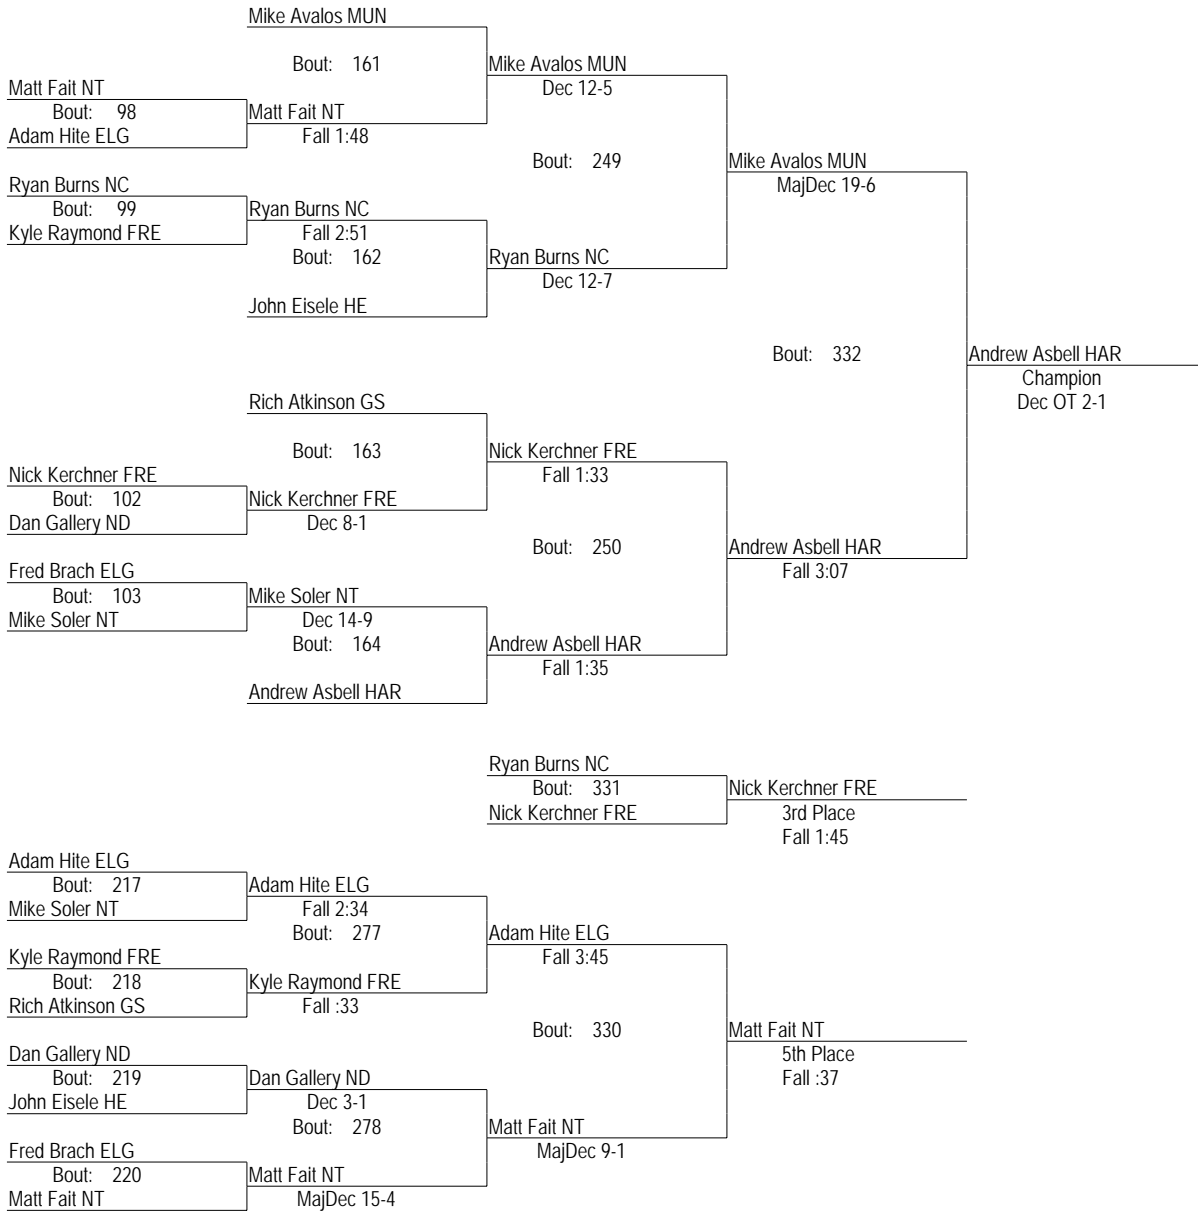 Mike Avalos MUN
Bout: 161
Mike Avalos MUN
Dec 12-5
Matt Fait NT
Bout: 98
Matt Fait NT
Adam Hite ELG
Fall 1:48
Bout: 249
Mike Avalos MUN
MajDec 19-6
Ryan Burns NC
Bout: 99
Ryan Burns NC
Kyle Raymond FRE
Fall 2:51
Bout: 162
Ryan Burns NC
Dec 12-7
John Eisele HE
Bout: 332
Andrew Asbell HAR
Champion
Dec OT 2-1
Rich Atkinson GS
Bout: 163
Nick Kerchner FRE
Fall 1:33
Nick Kerchner FRE
Bout: 102
Nick Kerchner FRE
Dan Gallery ND
Dec 8-1
Bout: 250
Andrew Asbell HAR
Fall 3:07
Fred Brach ELG
Bout: 103
Mike Soler NT
Mike Soler NT
Dec 14-9
Bout: 164
Andrew Asbell HAR
Fall 1:35
Andrew Asbell HAR
Ryan Burns NC
Bout: 331
Nick Kerchner FRE
Nick Kerchner FRE
3rd Place
Fall 1:45
Adam Hite ELG
Bout: 217
Adam Hite ELG
Mike Soler NT
Fall 2:34
Bout: 277
Adam Hite ELG
Fall 3:45
Kyle Raymond FRE
Bout: 218
Kyle Raymond FRE
Rich Atkinson GS
Fall :33
Bout: 330
Matt Fait NT
5th Place
Fall :37
Dan Gallery ND
Bout: 219
Dan Gallery ND
John Eisele HE
Dec 3-1
Bout: 278
Matt Fait NT
MajDec 9-1
Fred Brach ELG
Bout: 220
Matt Fait NT
Matt Fait NT
MajDec 15-4